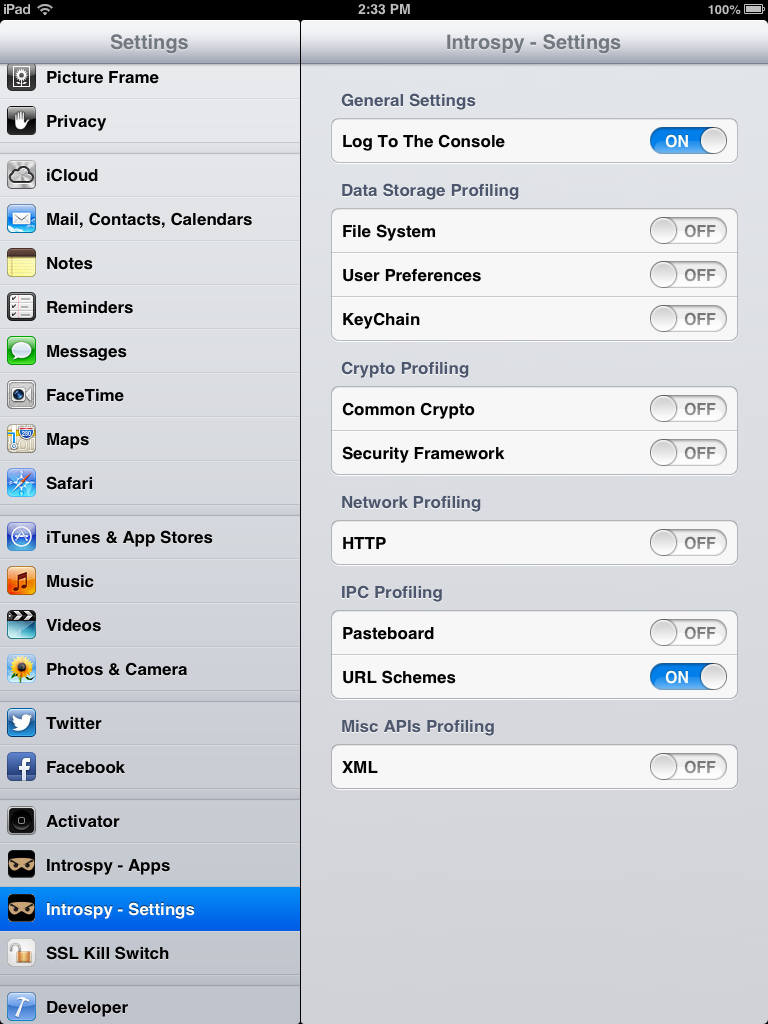 iPad
2:33 PM
100%
Settings
Picture Frame
Privacy
iCloud
Mail, Contacts, Calendars
Notes
Reminders
Messages
FaceTime
Maps
Safari
iTunes & App Stores
Music
Videos
Photos & Camera
Twitter
Facebook
Activator
Introspy - Apps
Introspy - Settings
SSL Kill Switch
Developer
Introspy - Settings
General Settings
Log To The Console ON
Data Storage Profiling
File System OFF
User Preferences OFF
KeyChain OFF
Crypto Profiling
Common Crypto OFF
Security Framework OFF
Network Profiling
HTTP OFF
IPC Profiling
Pasteboard OFF
URL Schemes ON
Misc APIs Profiling
XML OFF